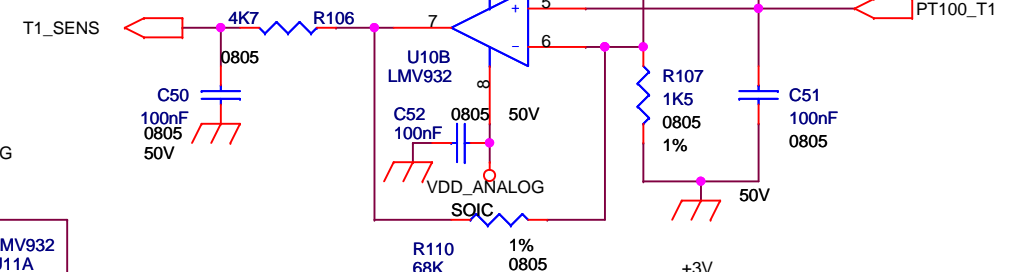 4K7
R106
7
+
5
PT100_T1
T1_SENS
-
6
0805
U10B
LMV932
8
R107
1K5
0805
1%
C50
100nF
0805
50V
C52
100nF
0805
50V
C51
100nF
0805
G
VDD_ANALOG
50V
SOIC
MV932
R110
68K
1%
0805
+3V